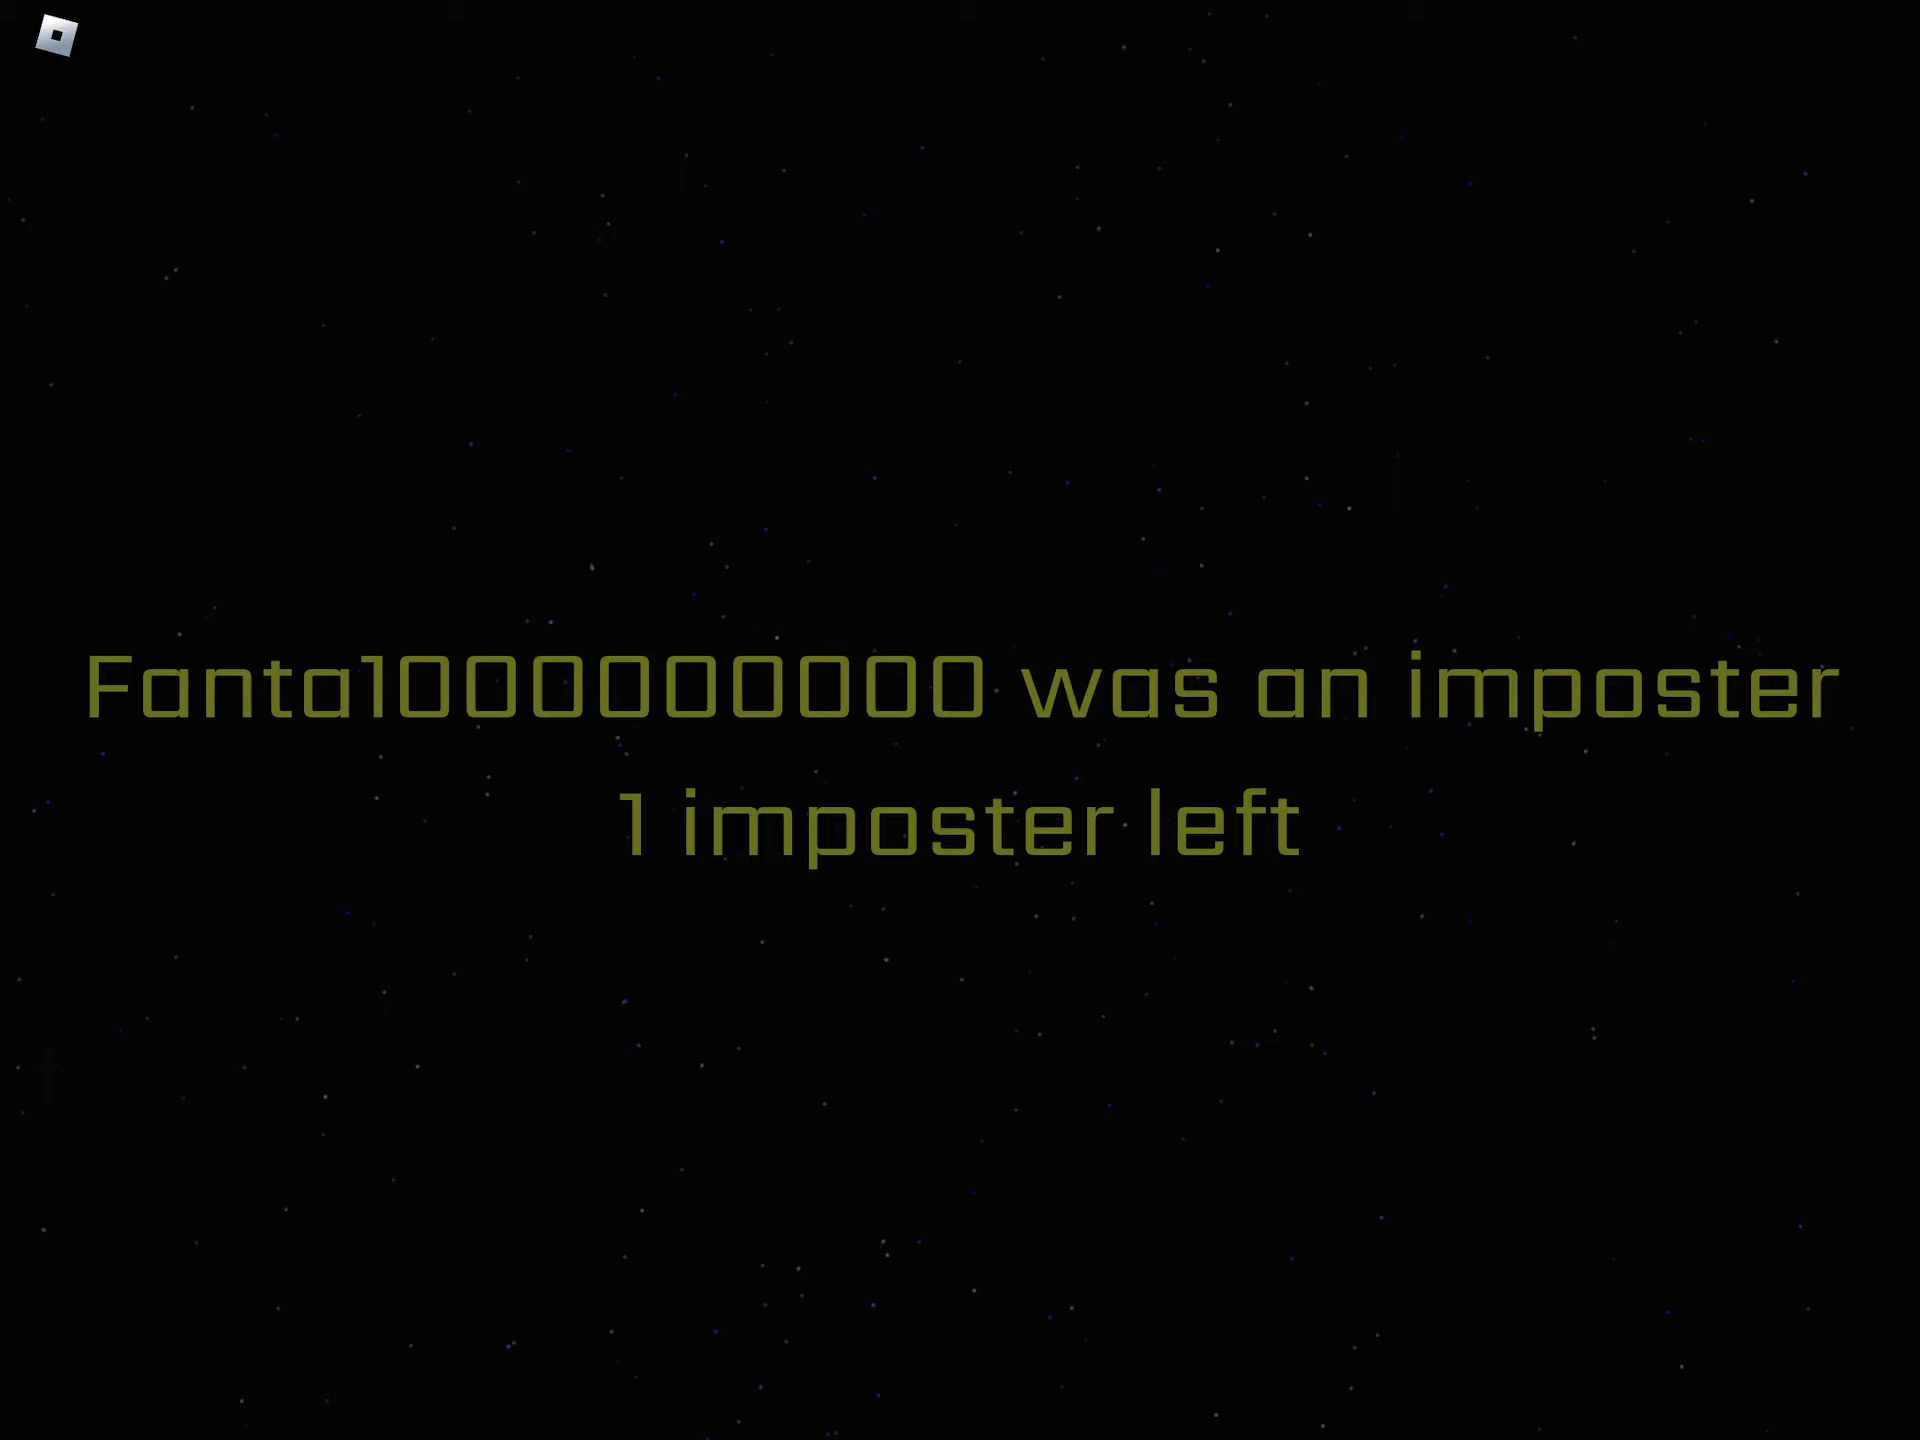 Fanta1000000000 was an imposter
1 imposter left